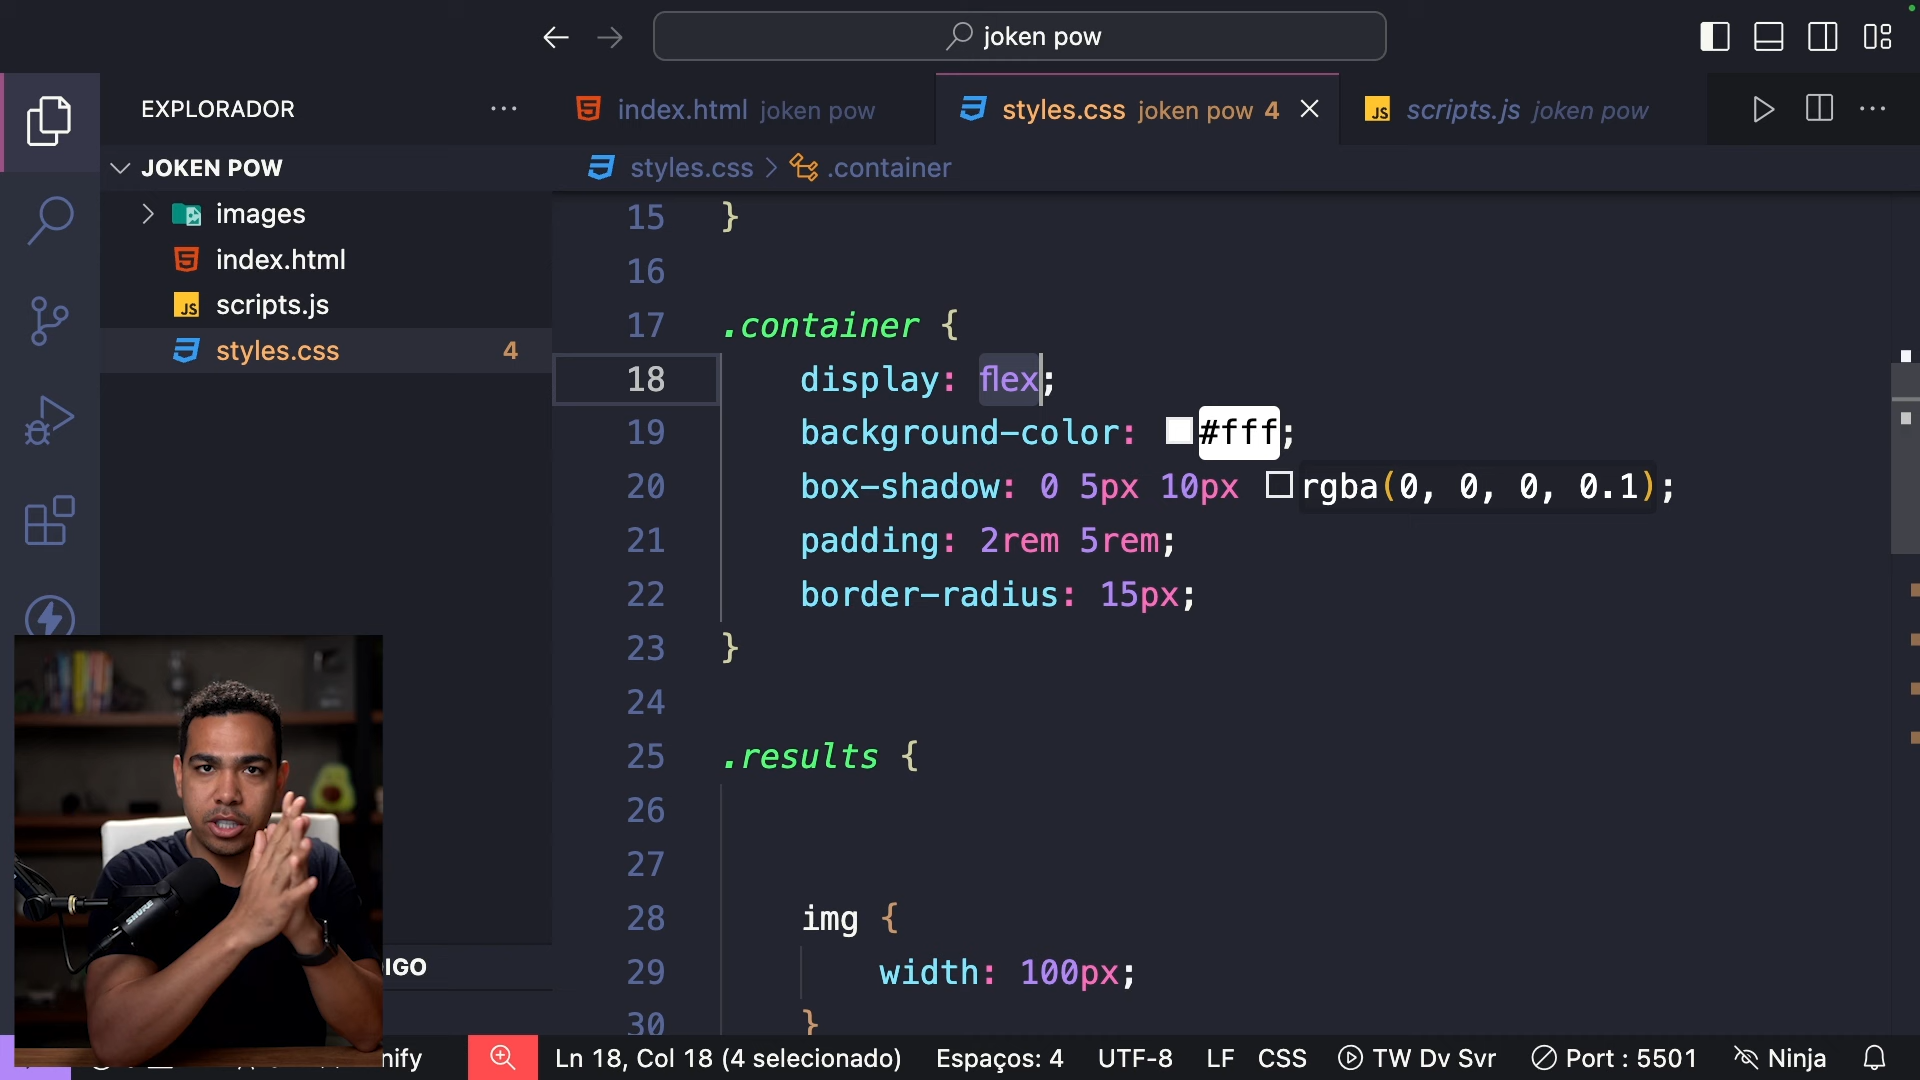 joken pow
EXPLORADOR
index.html joken pow
styles.css joken pow 4
scripts.js joken pow
JOKEN POW
styles.css > .container
images
index.html
scripts.js
styles.css 4
15 }
16
17 .container {
18 display: flex;
19 background-color: #fff;
20 box-shadow: 0 5px 10px rgba(0, 0, 0, 0.1);
21 padding: 2rem 5rem;
22 border-radius: 15px;
23 }
24
25 .results {
26
27
28 img {
29 width: 100px;
30 }
IGO
SHURE
nify
Ln 18, Col 18 (4 selecionado)
Espaços: 4
UTF-8
LF
CSS
TW Dv Svr
Port : 5501
Ninja